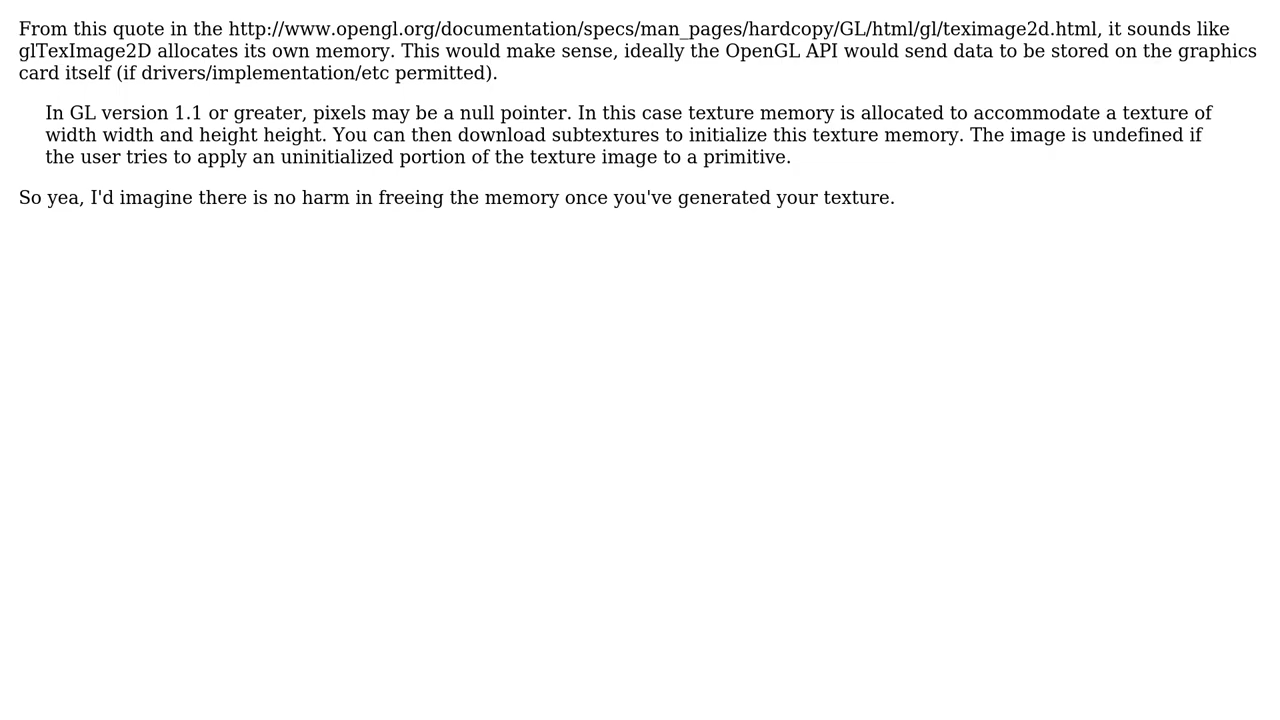 From this quote in the http://www.opengl.org/documentation/specs/man_pages/hardcopy/GL/html/gl/teximage2d.html, it sounds like
glTexImage2D allocates its own memory. This would make sense, ideally the OpenGL API would send data to be stored on the graphics
card itself (if drivers/implementation/etc permitted).
In GL version 1.1 or greater, pixels may be a null pointer. In this case texture memory is allocated to accommodate a texture of
width width and height height. You can then download subtextures to initialize this texture memory. The image is undefined if
the user tries to apply an uninitialized portion of the texture image to a primitive.
So yea, I'd imagine there is no harm in freeing the memory once you've generated your texture.